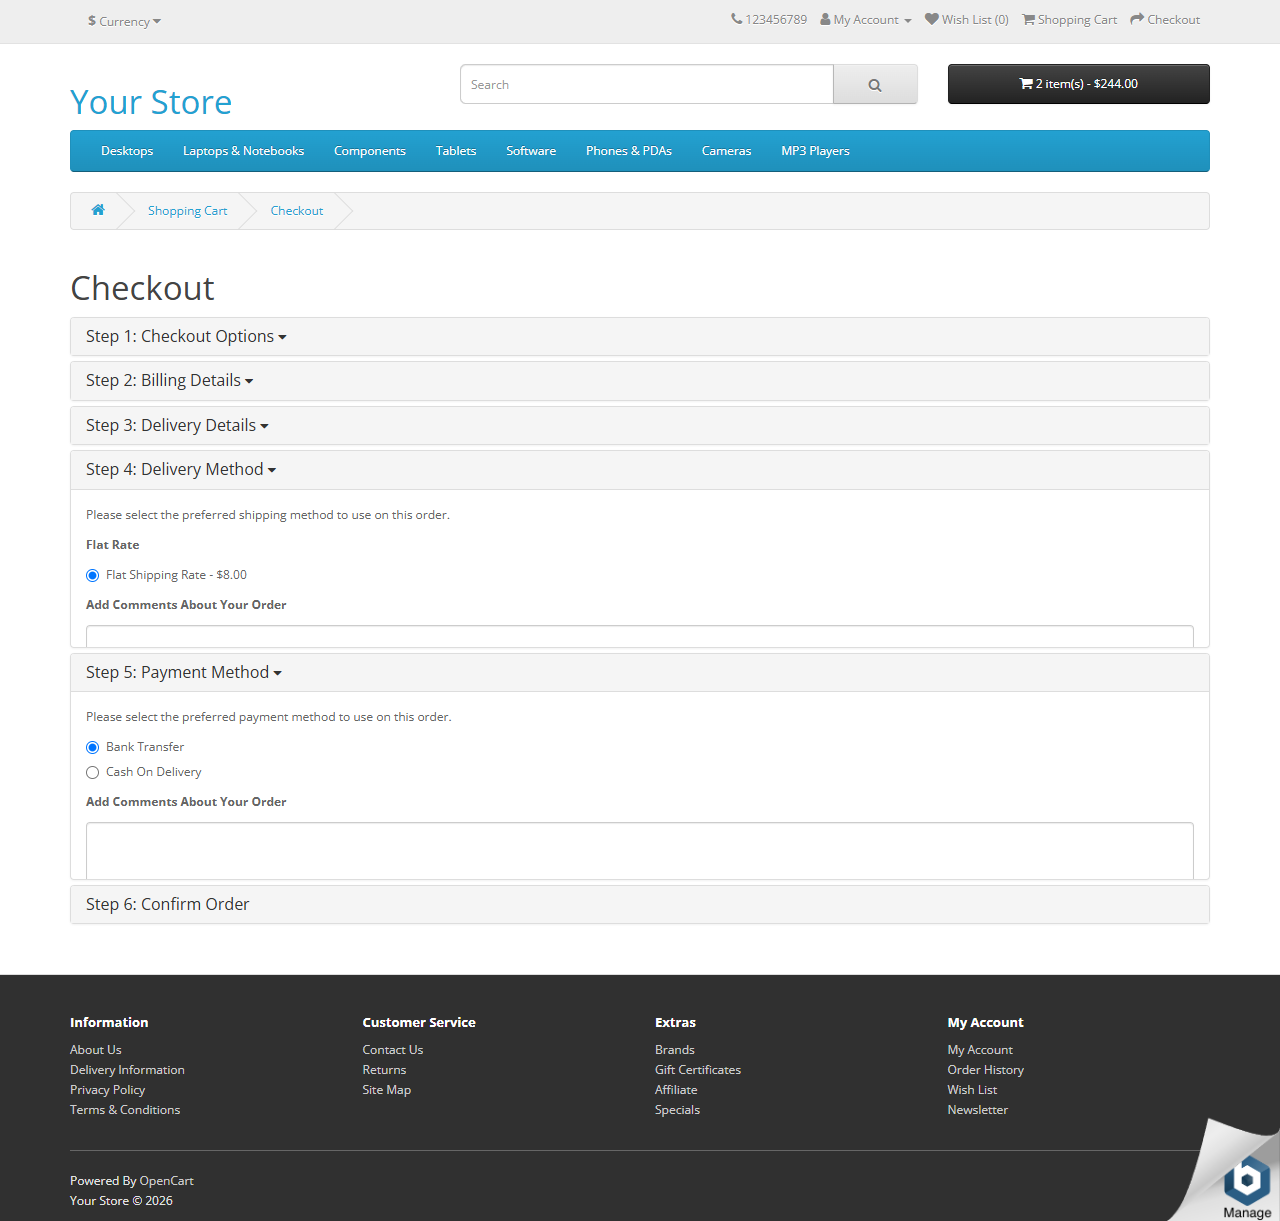 $ Currency
123456789 My Account Wish List (0) Shopping Cart Checkout
Your Store
Search
2 item(s) - $244.00
Desktops Laptops & Notebooks Components Tablets Software Phones & PDAs Cameras MP3 Players
Shopping Cart Checkout
Checkout
Step 1: Checkout Options
Step 2: Billing Details
Step 3: Delivery Details
Step 4: Delivery Method
Please select the preferred shipping method to use on this order.
Flat Rate
Flat Shipping Rate - $8.00
Add Comments About Your Order
Step 5: Payment Method
Please select the preferred payment method to use on this order.
Bank Transfer
Cash On Delivery
Add Comments About Your Order
Step 6: Confirm Order
Information
About Us
Delivery Information
Privacy Policy
Terms & Conditions
Customer Service
Contact Us
Returns
Site Map
Extras
Brands
Gift Certificates
Affiliate
Specials
My Account
My Account
Order History
Wish List
Newsletter
Powered By OpenCart
Your Store © 2026
Manage